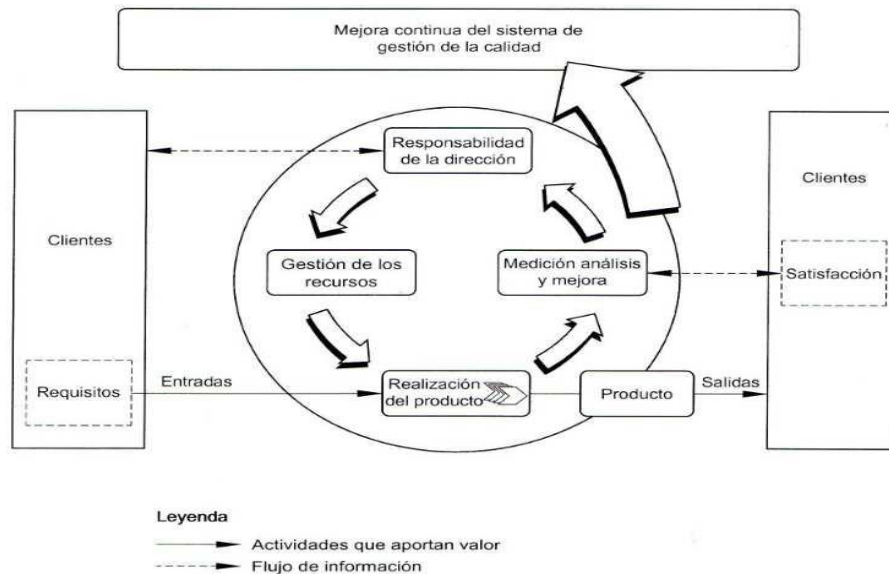 Mejora continua del sistema de
gestión de la calidad
Responsabilidad
de la dirección
Clientes
Clientes
Gestión de los
recursos
Medición análisis
y mejora
Satisfacción
Requisitos
Entradas
Realización
del producto
Producto
Salidas
Leyenda
Actividades que aportan valor
Flujo de información